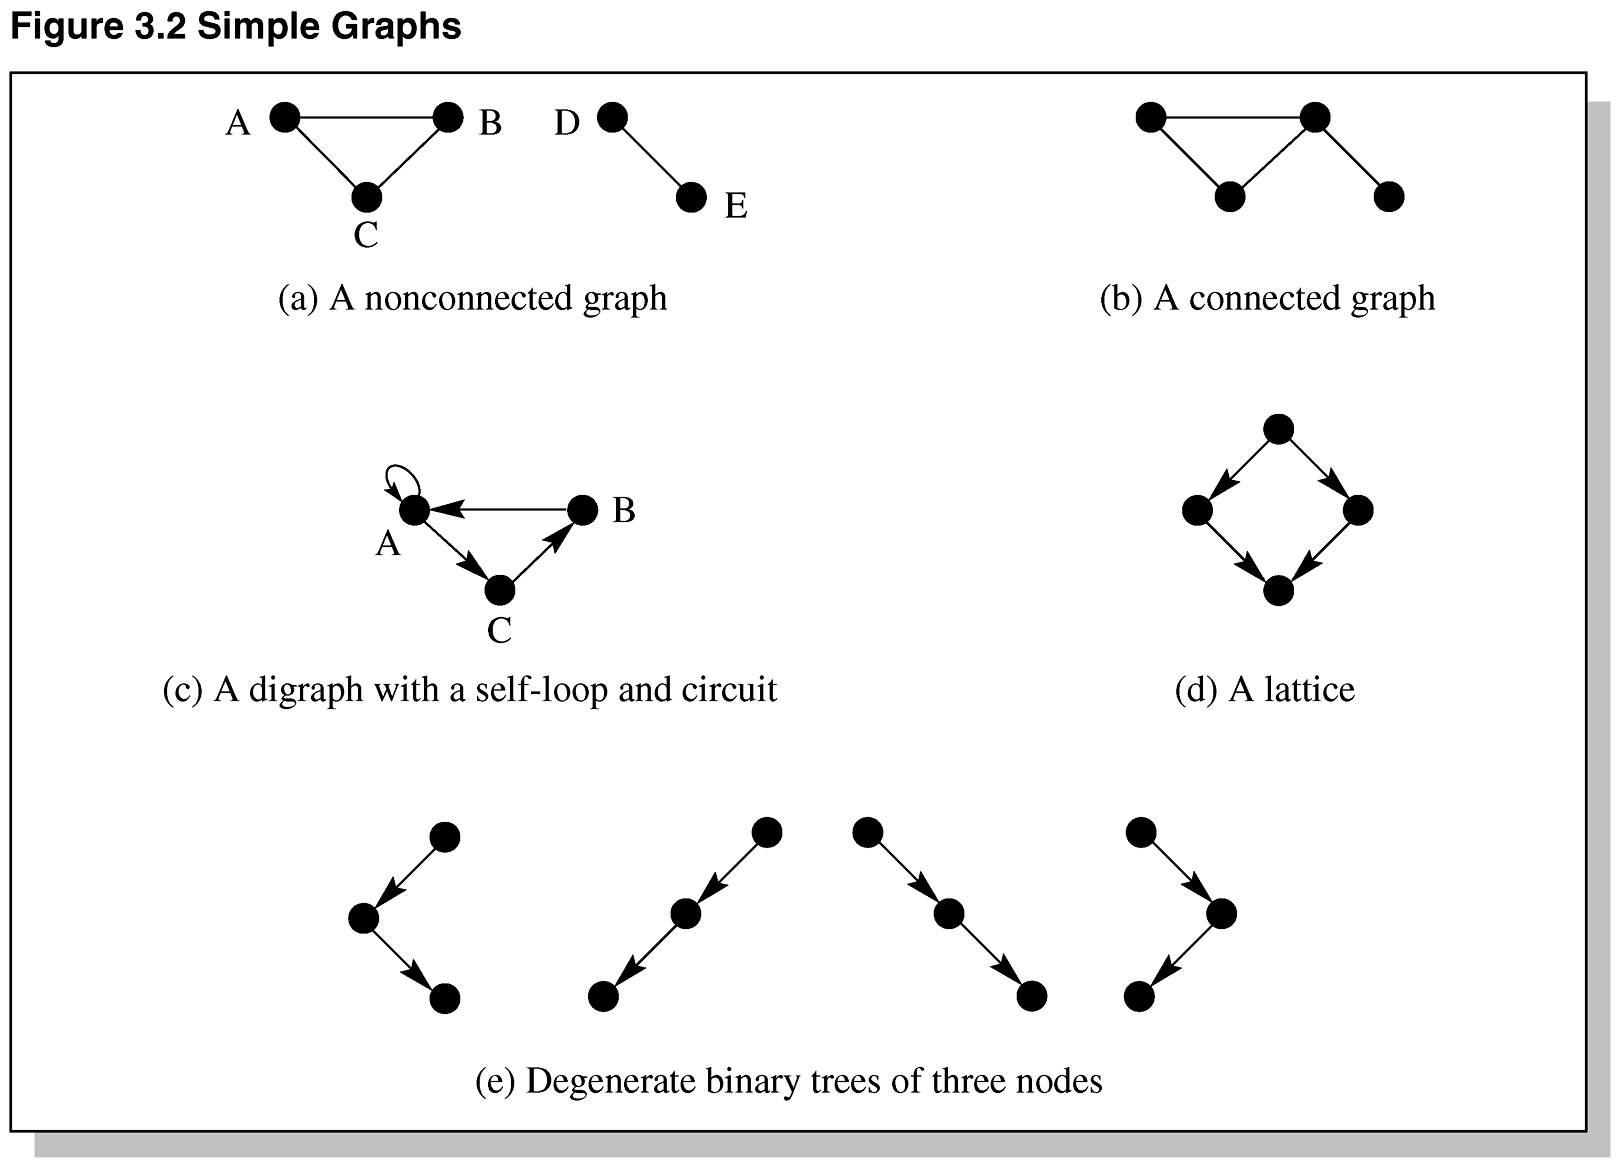 Figure 3.2 Simple Graphs
A B D
E
C
(a) A nonconnected graph
(b) A connected graph
B
A
C
(c) A digraph with a self-loop and circuit
(d) A lattice
(e) Degenerate binary trees of three nodes